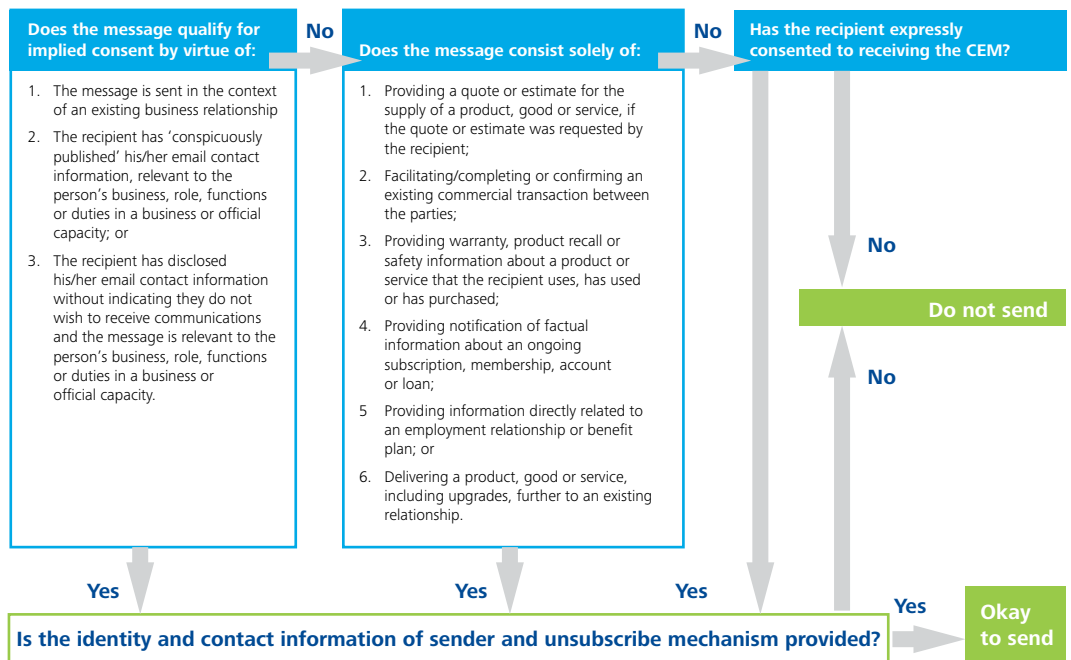 Does the message qualify for
implied consent by virtue of:
1. The message is sent in the context
of an existing business relationship
2. The recipient has ‘conspicuously
published’ his/her email contact
information, relevant to the
person’s business, role, functions
or duties in a business or official
capacity; or
3. The recipient has disclosed
his/her email contact information
without indicating they do not
wish to receive communications
and the message is relevant to the
person’s business, role, functions
or duties in a business or
official capacity.
No
Does the message consist solely of:
1. Providing a quote or estimate for the
supply of a product, good or service, if
the quote or estimate was requested by
the recipient;
2. Facilitating/completing or confirming an
existing commercial transaction between
the parties;
3. Providing warranty, product recall or
safety information about a product or
service that the recipient uses, has used
or has purchased;
4. Providing notification of factual
information about an ongoing
subscription, membership, account
or loan;
5 Providing information directly related to
an employment relationship or benefit
plan; or
6. Delivering a product, good or service,
including upgrades, further to an existing
relationship.
No
Has the recipient expressly
consented to receiving the CEM?
No
Do not send
No
Yes
Yes
Yes
Is the identity and contact information of sender and unsubscribe mechanism provided?
Yes
Okay
to send